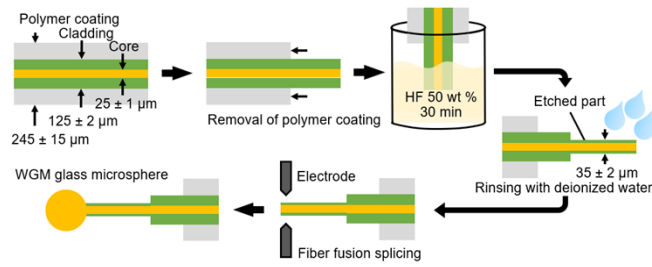 Polymer coating
Cladding
Core
25 ± 1 μm
125 ± 2 μm
245 ± 15 μm
Removal of polymer coating
HF 50 wt %
30 min
Etched part
35 ± 2 μm
Rinsing with deionized water
WGM glass microsphere
Electrode
Fiber fusion splicing